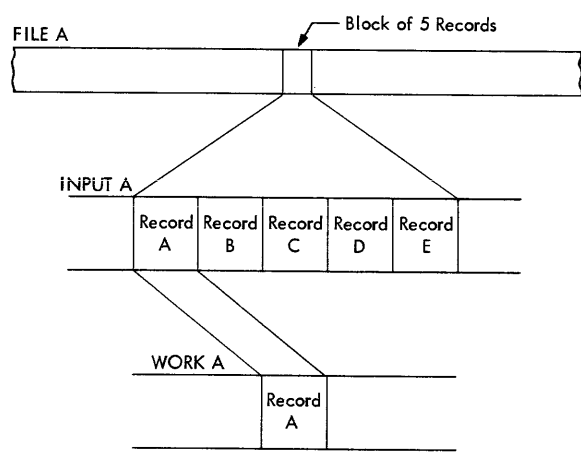 Block of 5 Records
FILE A
INPUT A
Record A
Record B
Record C
Record D
Record E
WORK A
Record A